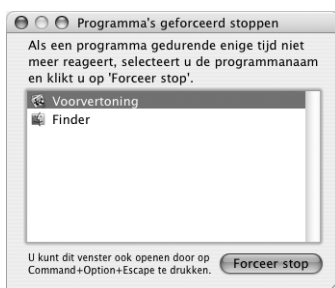 Programma's geforceerd stoppen
Als een programma gedurende enige tijd niet
meer reageert, selecteert u de programmanaam
en klikt u op 'Forceer stop'.
Voorvertoning
Finder
U kunt dit venster ook openen door op
Command+Option+Escape te drukken.
Forceer stop